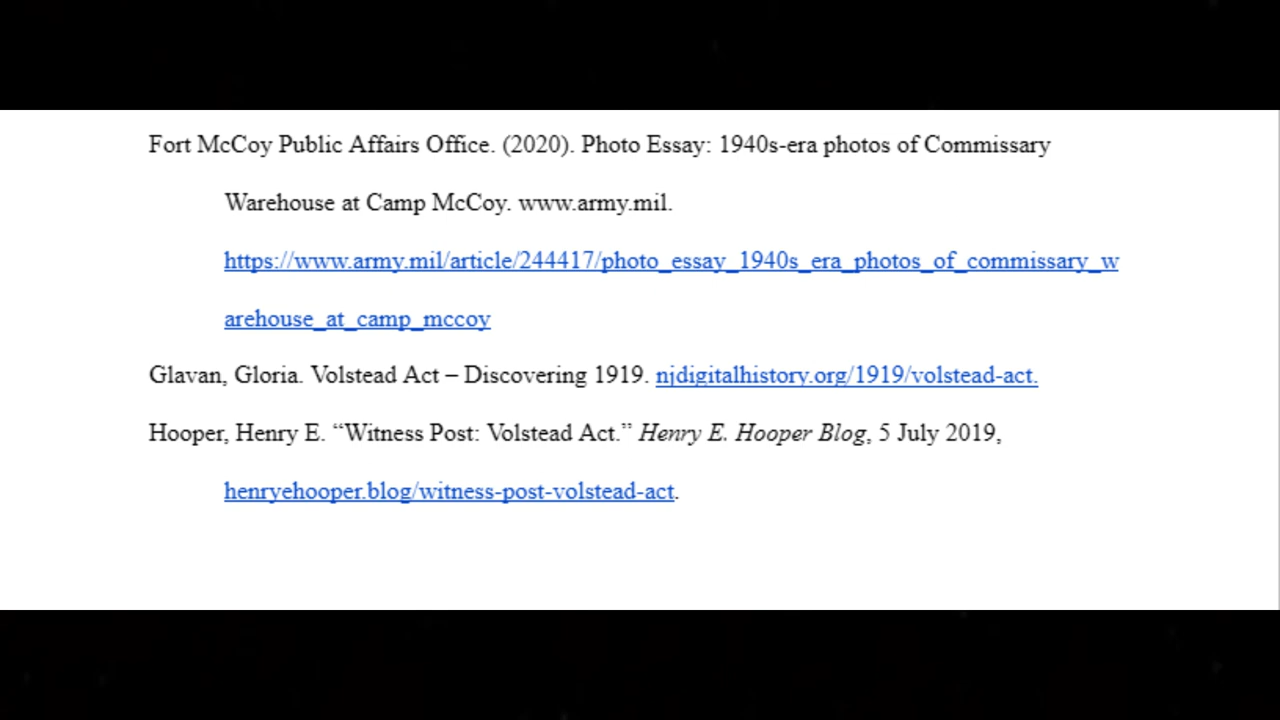 Fort McCoy Public Affairs Office. (2020). Photo Essay: 1940s-era photos of Commissary
Warehouse at Camp McCoy. www.army.mil.
https://www.army.mil/article/244417/photo_essay_1940s_era_photos_of_commissary_w
arehouse_at_camp_mccoy
Glavan, Gloria. Volstead Act – Discovering 1919. njdigitalhistory.org/1919/volstead-act.
Hooper, Henry E. “Witness Post: Volstead Act.” Henry E. Hooper Blog, 5 July 2019,
henryehooper.blog/witness-post-volstead-act.